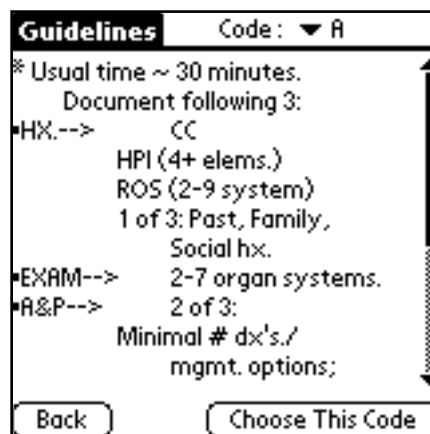 Guidelines Code: ▼ A
* Usual time ~ 30 minutes.
Document following 3:
▪HX.--> CC
HPI (4+ elems.)
ROS (2-9 system)
1 of 3: Past, Family,
Social hx.
▪EXAM--> 2-7 organ systems.
▪A&P--> 2 of 3:
Minimal # dx's./
mgmt. options;
Back Choose This Code